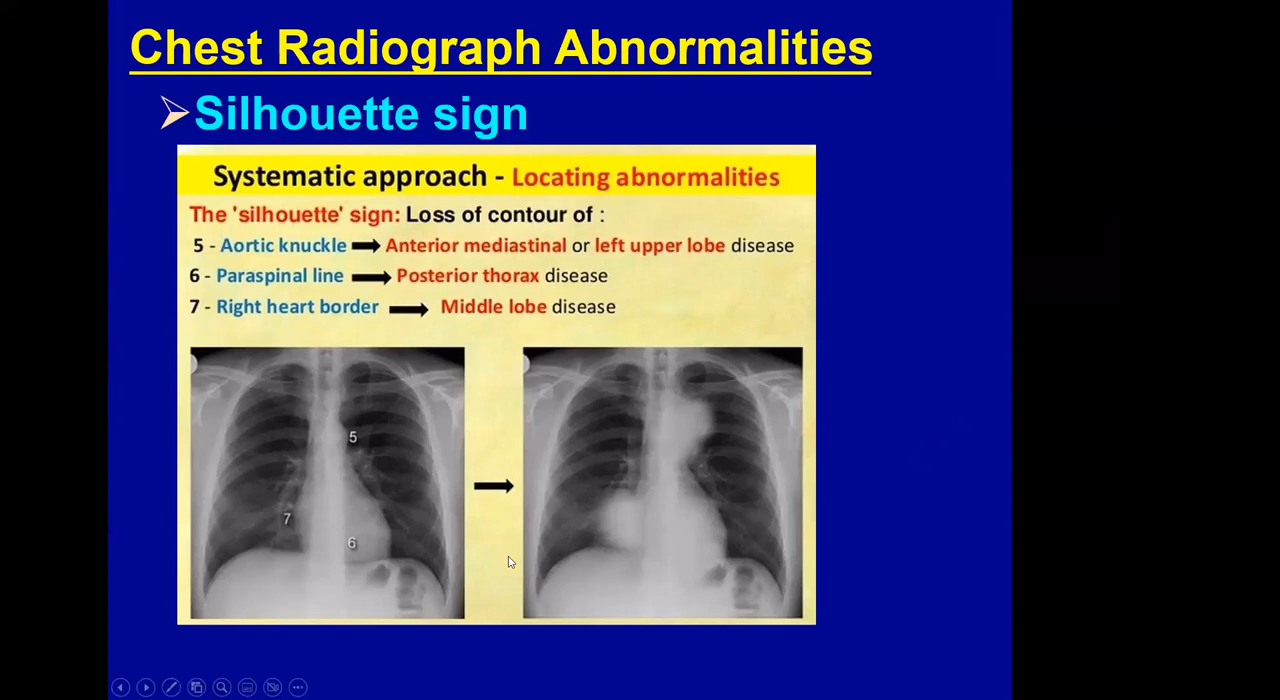 Chest Radiograph Abnormalities
Silhouette sign
Systematic approach - Locating abnormalities
The 'silhouette' sign: Loss of contour of :
5 - Aortic knuckle → Anterior mediastinal or left upper lobe disease
6 - Paraspinal line → Posterior thorax disease
7 - Right heart border → Middle lobe disease
5
7
6